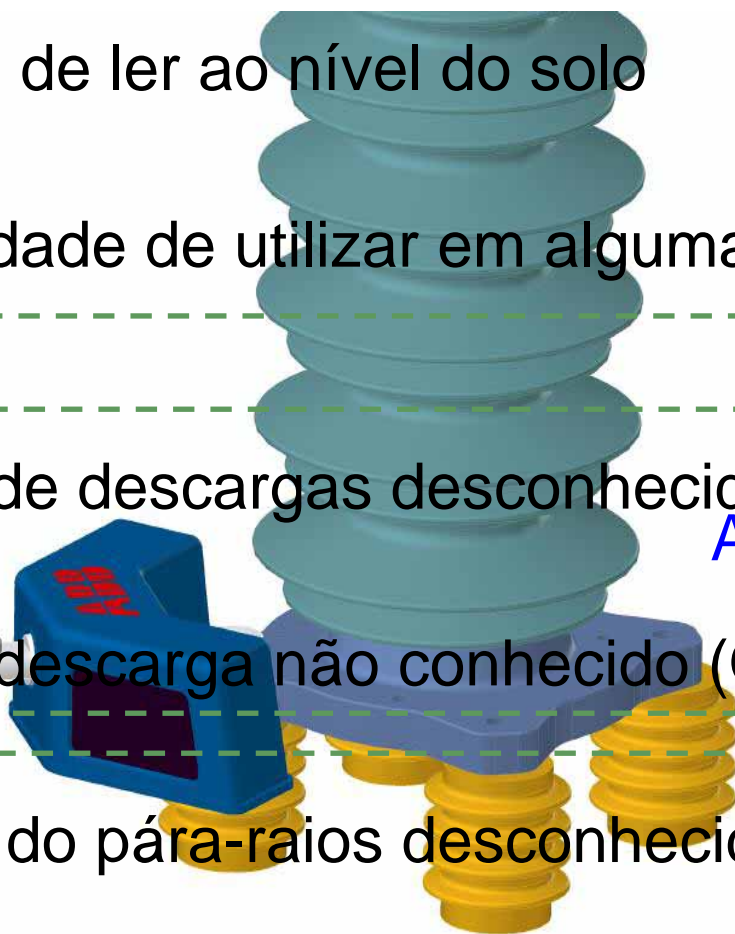 de ler ao nível do solo
dade de utilizar em alguma
de descargas desconhecid
A
ABB
descarga não conhecido (
do pára-raios desconhecid